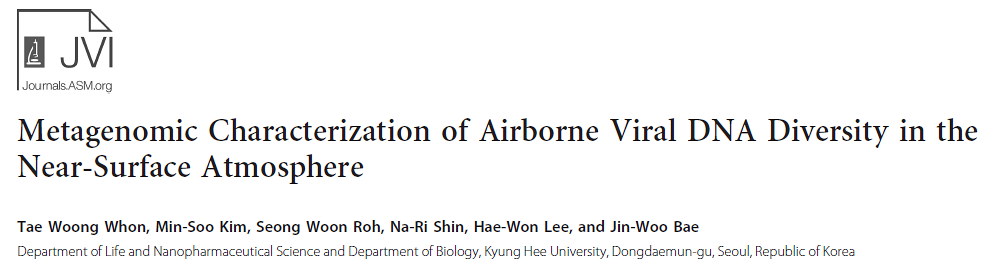 JVI
Journals.ASM.org
Metagenomic Characterization of Airborne Viral DNA Diversity in the
Near-Surface Atmosphere
Tae Woong Whon, Min-Soo Kim, Seong Woon Roh, Na-Ri Shin, Hae-Won Lee, and Jin-Woo Bae
Department of Life and Nanopharmaceutical Science and Department of Biology, Kyung Hee University, Dongdaemun-gu, Seoul, Republic of Korea